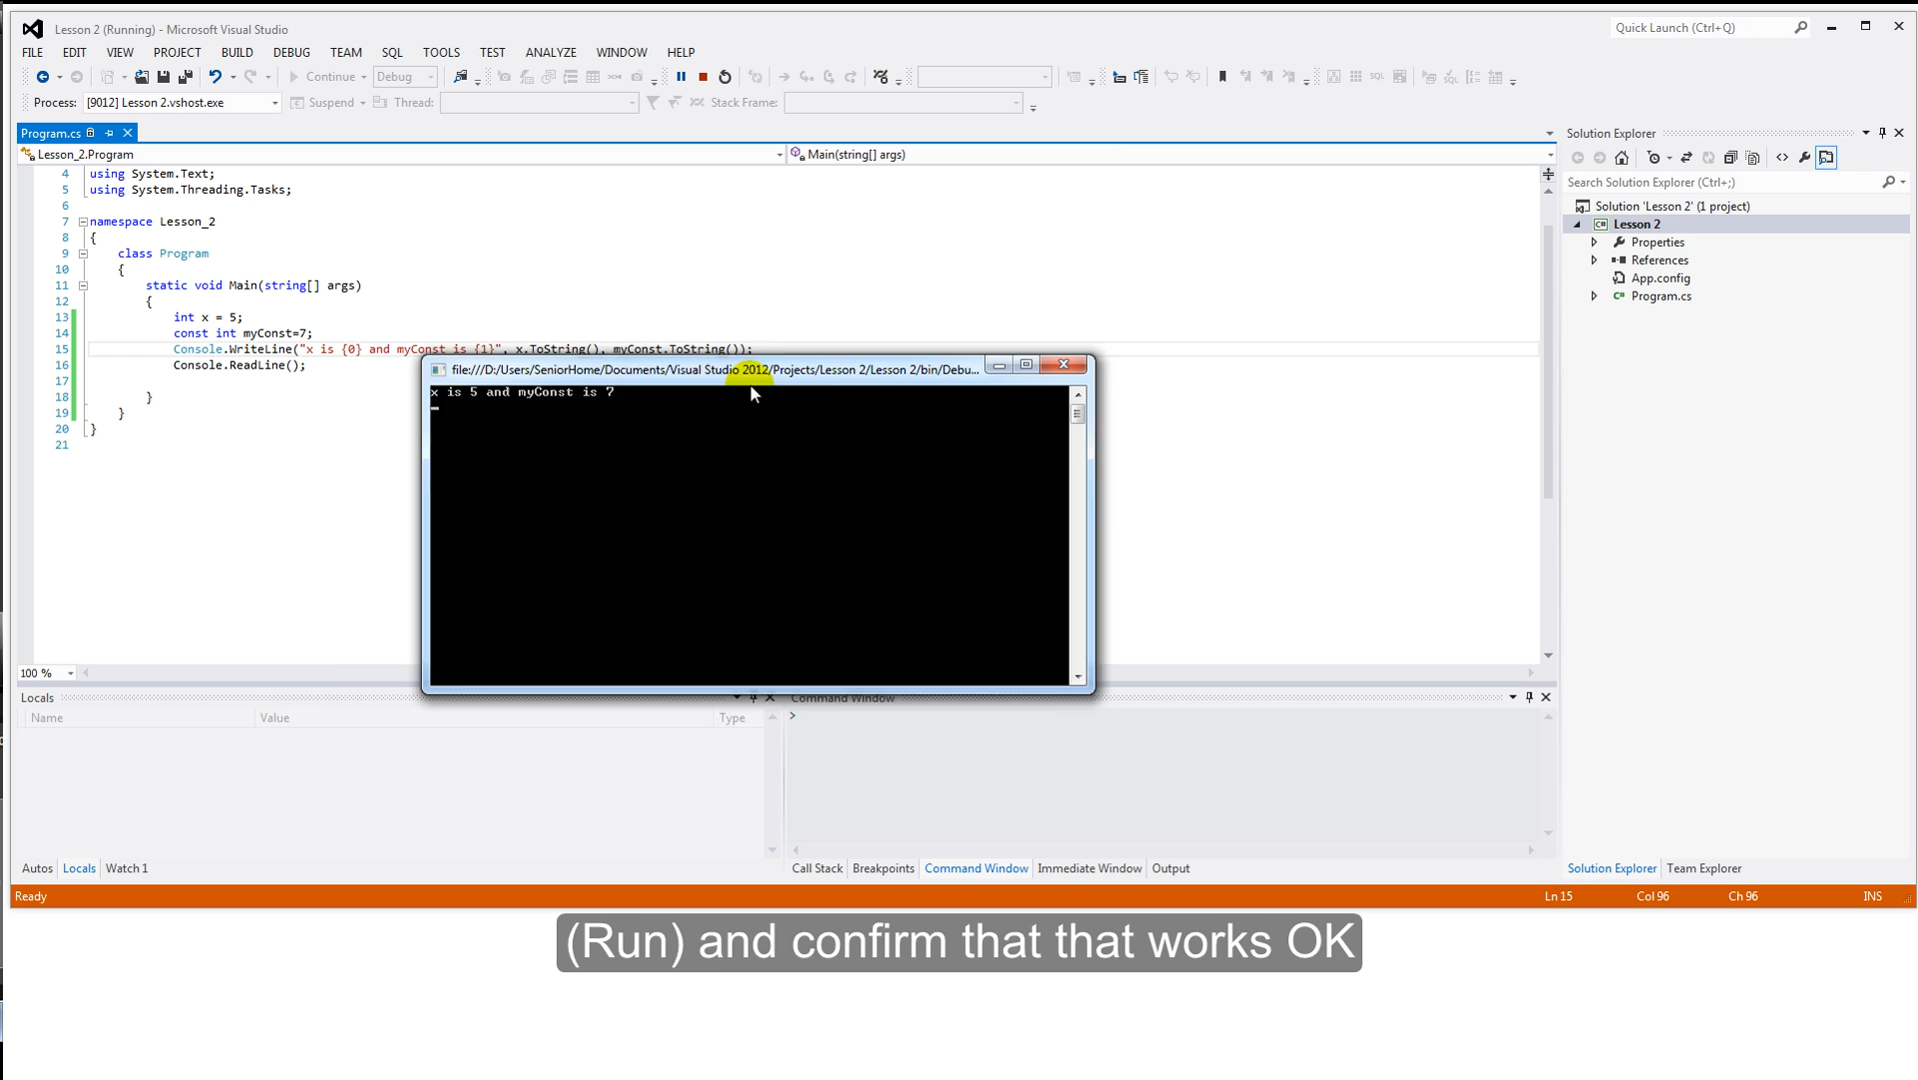 Lesson 2 (Running) - Microsoft Visual Studio
Quick Launch (Ctrl+Q)
FILE EDIT VIEW PROJECT BUILD DEBUG TEAM SQL TOOLS TEST ANALYZE WINDOW HELP
Continue Debug
Process: [9012] Lesson 2.vshost.exe Suspend Thread: Stack Frame:
Program.cs
Lesson_2.Program Main(string[] args)
4 using System.Text;
5 using System.Threading.Tasks;
6
7 namespace Lesson_2
8 {
9 class Program
10 {
11 static void Main(string[] args)
12 {
13 int x = 5;
14 const int myConst=7;
15 Console.WriteLine("x is {0} and myConst is {1}", x.ToString(), myConst.ToString());
16 Console.ReadLine();
17
18 }
19 }
20 }
21
file:///D:/Users/SeniorHome/Documents/Visual Studio 2012/Projects/Lesson 2/Lesson 2/bin/Debu...
x is 5 and myConst is 7
100 %
Solution Explorer
Search Solution Explorer (Ctrl+;)
Solution 'Lesson 2' (1 project)
Lesson 2
Properties
References
App.config
Program.cs
Locals
Name Value Type
Command Window
>
Autos Locals Watch 1
Call Stack Breakpoints Command Window Immediate Window Output
Solution Explorer Team Explorer
Ready Ln 15 Col 96 Ch 96 INS
(Run) and confirm that that works OK